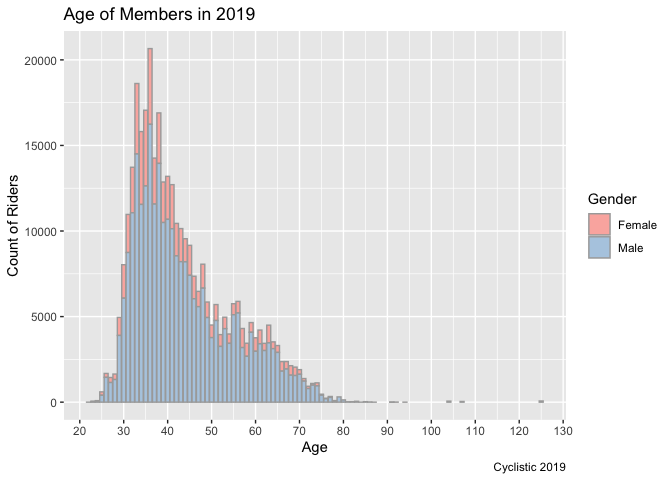 Age of Members in 2019
20000
15000
10000
5000
0
Count of Riders
20 30 40 50 60 70 80 90 100 110 120 130
Age
Gender
Female
Male
Cyclistic 2019